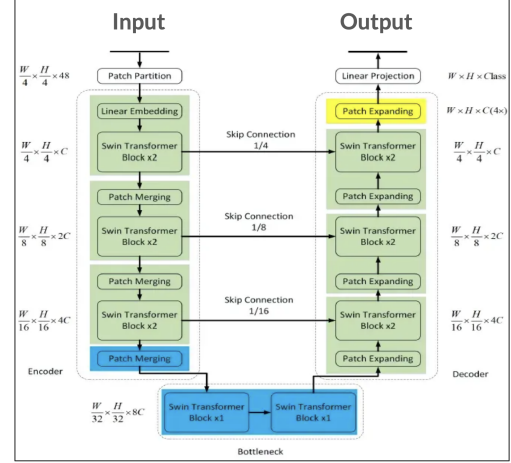 Input Output
W/4 × H/4 × 48 Patch Partition Linear Projection W × H × Class
Linear Embedding Patch Expanding W × H × C(4×)
Skip Connection
1/4
W/4 × H/4 × C Swin Transformer Block x2 Swin Transformer Block x2 W/4 × H/4 × C
Patch Merging Patch Expanding
Skip Connection
1/8
W/8 × H/8 × 2C Swin Transformer Block x2 Swin Transformer Block x2 W/8 × H/8 × 2C
Patch Merging Patch Expanding
Skip Connection
1/16
W/16 × H/16 × 4C Swin Transformer Block x2 Swin Transformer Block x2 W/16 × H/16 × 4C
Patch Merging Patch Expanding
Encoder Decoder
W/32 × H/32 × 8C Swin Transformer Block x1 Swin Transformer Block x1
Bottleneck